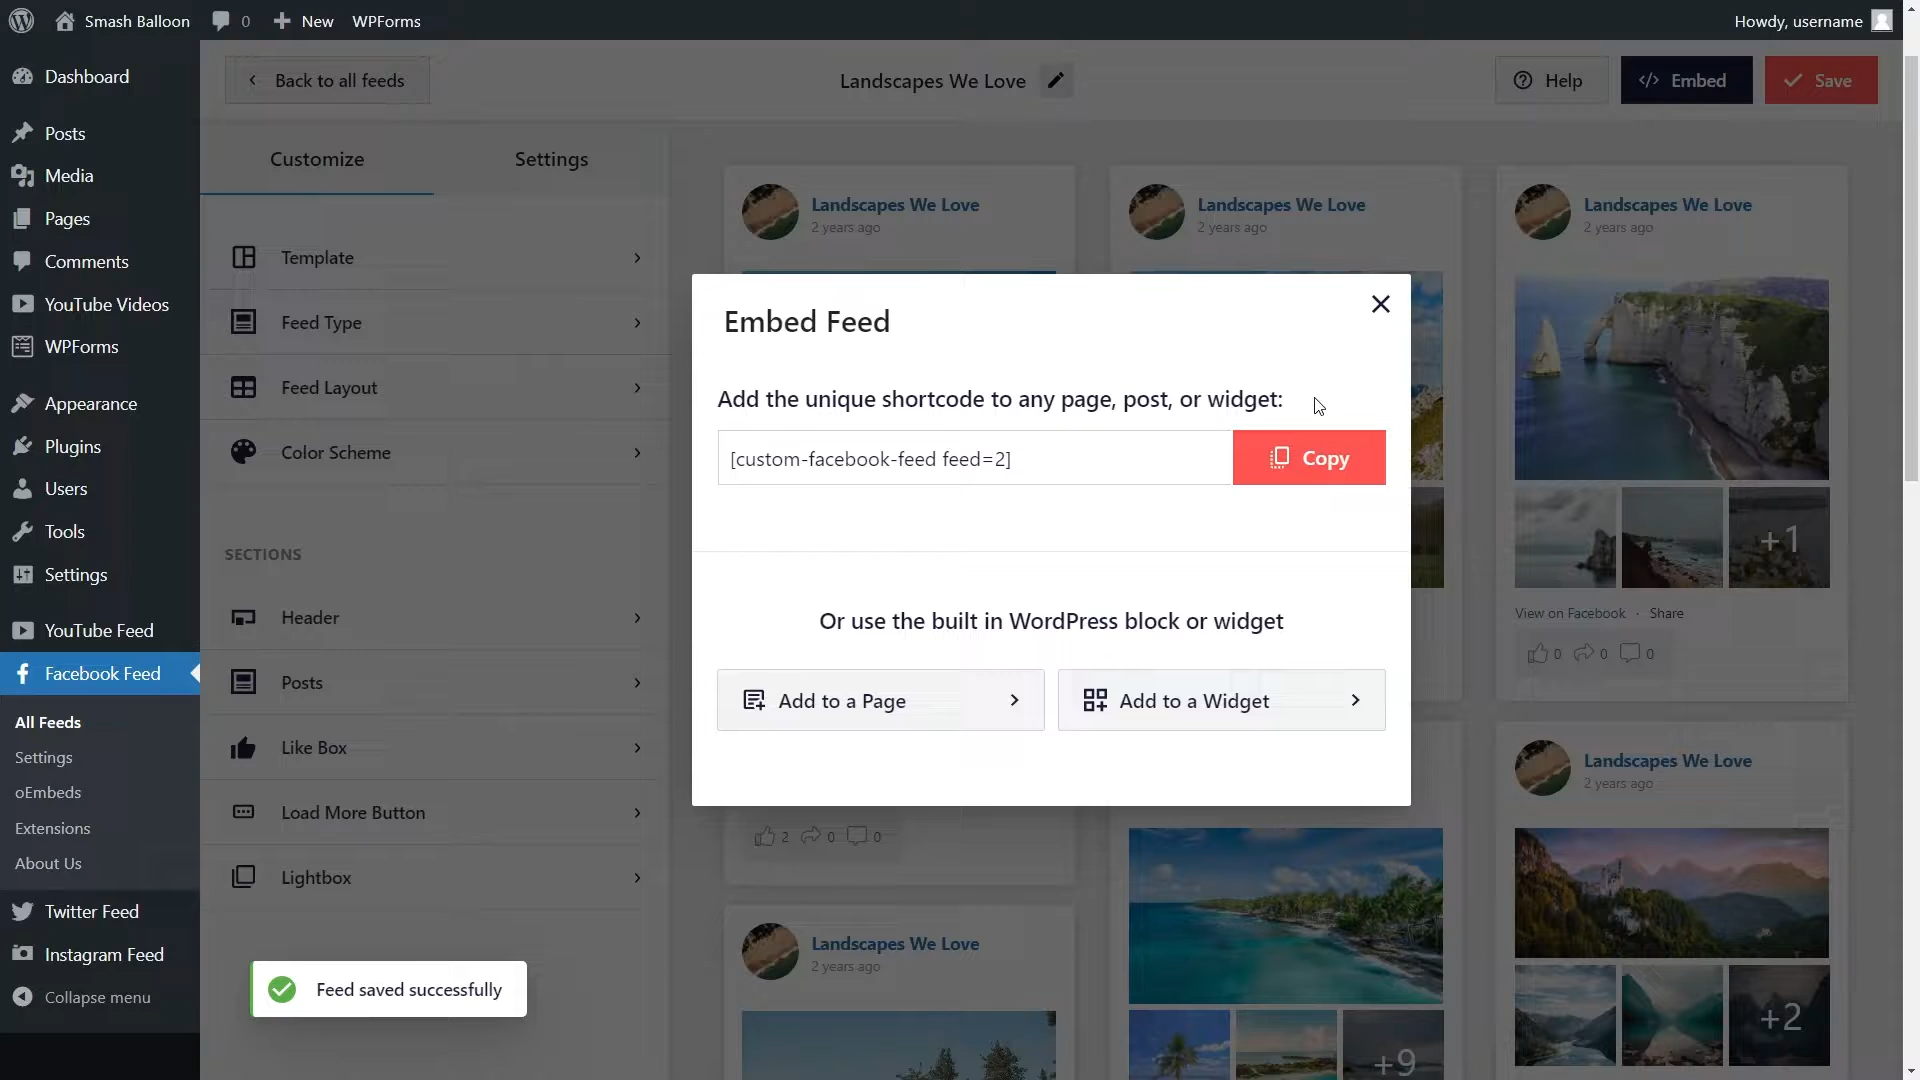 Smash Balloon
0
New
WPForms
Howdy, username
Dashboard
Posts
Media
Pages
Comments
YouTube Videos
WPForms
Appearance
Plugins
Users
Tools
Settings
YouTube Feed
Facebook Feed
All Feeds
Settings
oEmbeds
Extensions
About Us
Twitter Feed
Instagram Feed
Collapse menu
Back to all feeds
Landscapes We Love
Help
</> Embed
Save
Customize
Settings
Template
Feed Type
Feed Layout
Color Scheme
SECTIONS
Header
Posts
Like Box
Load More Button
Lightbox
Feed saved successfully
Landscapes We Love
2 years ago
Landscapes We Love
2 years ago
Landscapes We Love
2 years ago
+1
View on Facebook · Share
0 0 0
Embed Feed
Add the unique shortcode to any page, post, or widget:
[custom-facebook-feed feed=2]
Copy
Or use the built in WordPress block or widget
Add to a Page
Add to a Widget
2 0 0
Landscapes We Love
2 years ago
+9
Landscapes We Love
2 years ago
+2